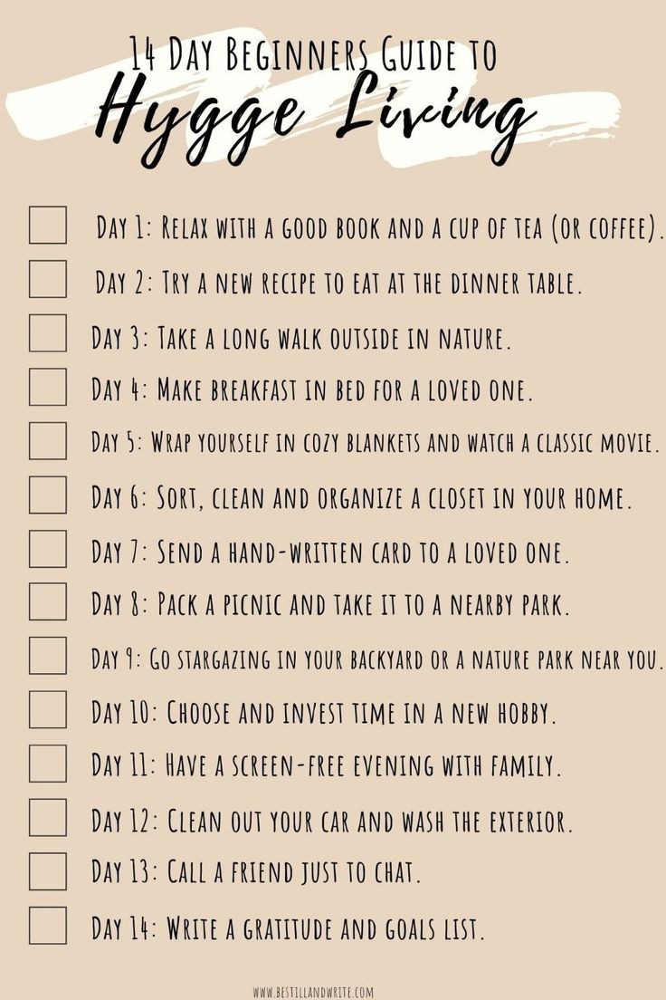 14 Day Beginners Guide to
Hygge Living
Day 1: Relax with a good book and a cup of tea (or coffee).
Day 2: Try a new recipe to eat at the dinner table.
Day 3: Take a long walk outside in nature.
Day 4: Make breakfast in bed for a loved one.
Day 5: Wrap yourself in cozy blankets and watch a classic movie.
Day 6: Sort, clean and organize a closet in your home.
Day 7: Send a hand-written card to a loved one.
Day 8: Pack a picnic and take it to a nearby park.
Day 9: Go stargazing in your backyard or a nature park near you.
Day 10: Choose and invest time in a new hobby.
Day 11: Have a screen-free evening with family.
Day 12: Clean out your car and wash the exterior.
Day 13: Call a friend just to chat.
Day 14: Write a gratitude and goals list.
www.bestillandwrite.com